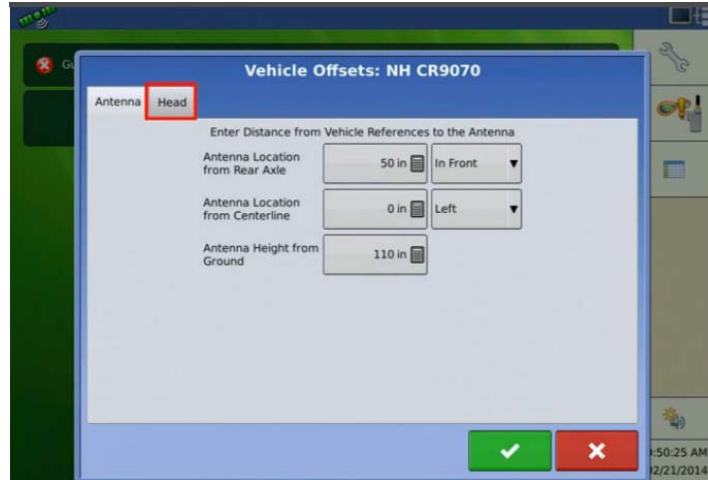 Vehicle Offsets: NH CR9070
Antenna
Head
Enter Distance from Vehicle References to the Antenna
Antenna Location
from Rear Axle
50 in
In Front
Antenna Location
from Centerline
0 in
Left
Antenna Height from
Ground
110 in
:50:25 AM
/21/2014